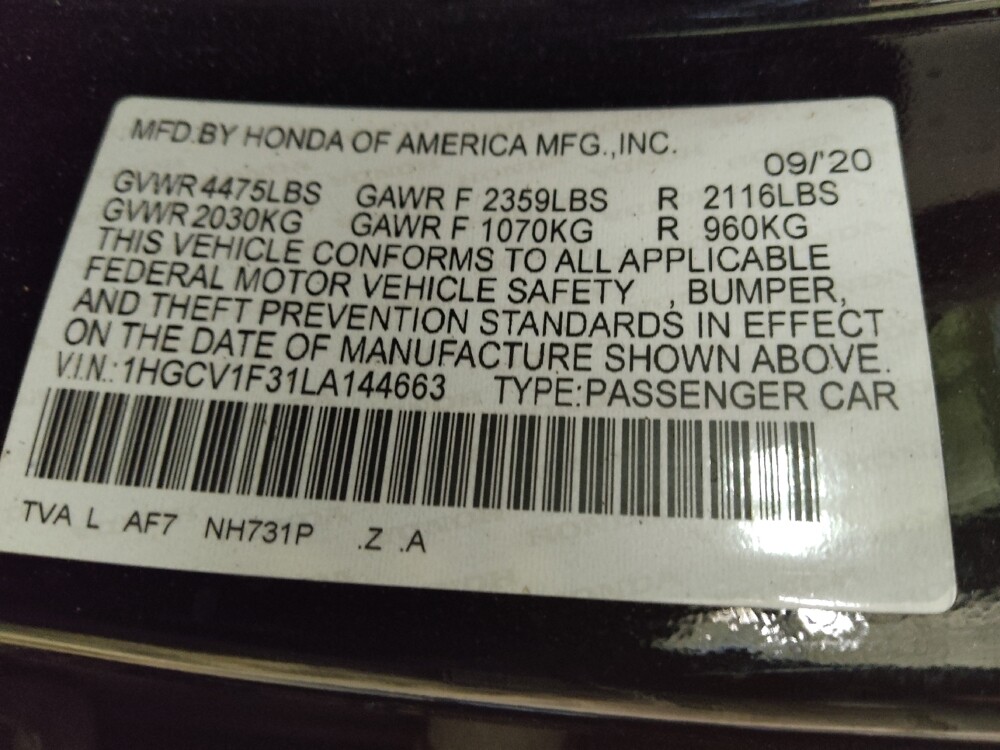 MFD.BY HONDA OF AMERICA MFG.,INC.
09/'20
GVWR 4475LBS GAWR F 2359LBS R 2116LBS
GVWR 2030KG GAWR F 1070KG R 960KG
THIS VEHICLE CONFORMS TO ALL APPLICABLE
FEDERAL MOTOR VEHICLE SAFETY , BUMPER,
AND THEFT PREVENTION STANDARDS IN EFFECT
ON THE DATE OF MANUFACTURE SHOWN ABOVE.
V.I.N.:1HGCV1F31LA144663 TYPE:PASSENGER CAR
TVA L AF7 NH731P .Z .A